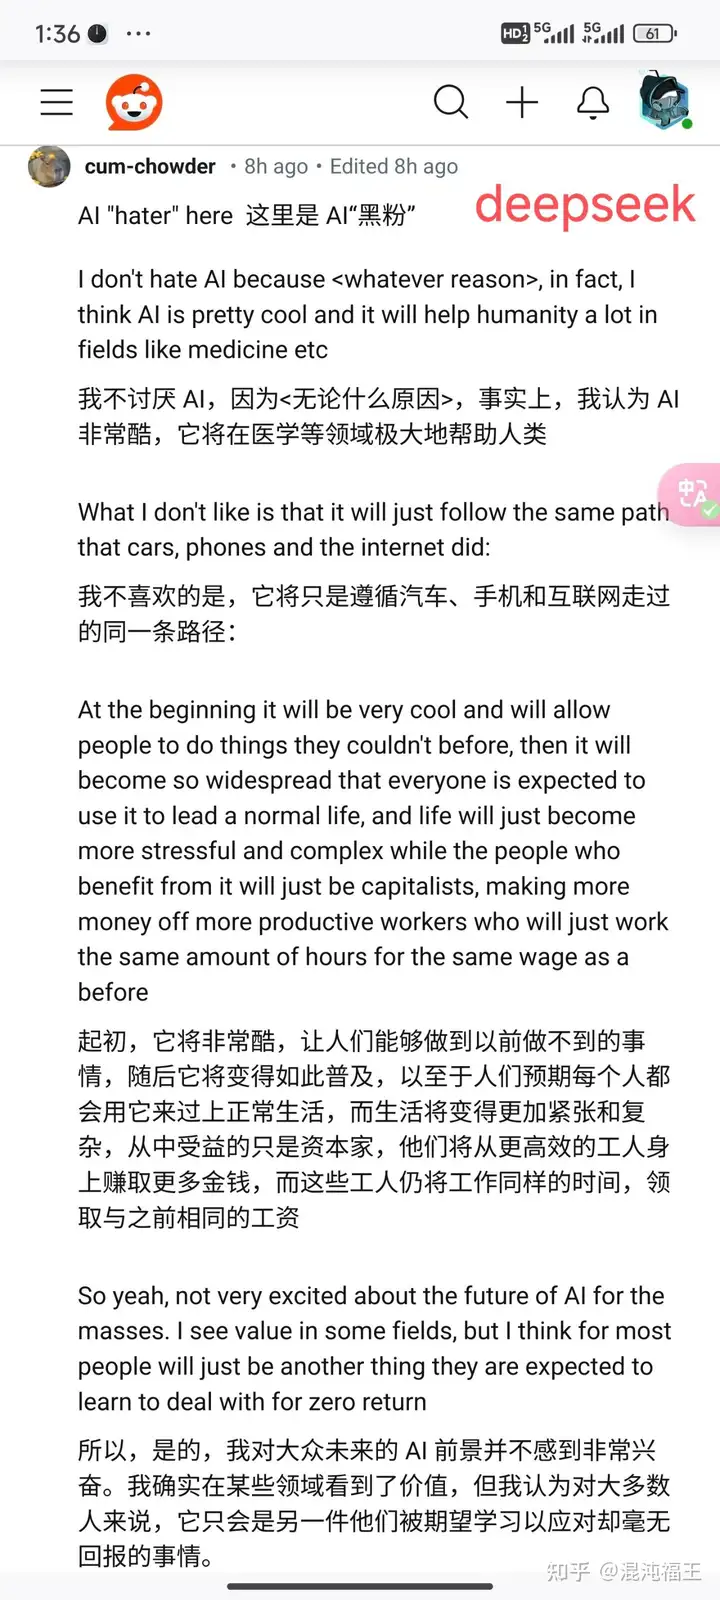 1:36
HD 1 2 5G 5G 61
cum-chowder • 8h ago • Edited 8h ago
deepseek
AI "hater" here 这里是 AI“黑粉”
I don't hate AI because <whatever reason>, in fact, I
think AI is pretty cool and it will help humanity a lot in
fields like medicine etc
我不讨厌 AI，因为<无论什么原因>，事实上，我认为 AI
非常酷，它将在医学等领域极大地帮助人类
中 A
What I don't like is that it will just follow the same path
that cars, phones and the internet did:
我不喜欢的是，它将只是遵循汽车、手机和互联网走过
的同一条路径：
At the beginning it will be very cool and will allow
people to do things they couldn't before, then it will
become so widespread that everyone is expected to
use it to lead a normal life, and life will just become
more stressful and complex while the people who
benefit from it will just be capitalists, making more
money off more productive workers who will just work
the same amount of hours for the same wage as a
before
起初，它将非常酷，让人们能够做到以前做不到的事
情，随后它将变得如此普及，以至于人们预期每个人都
会用它来过上正常生活，而生活将变得更加紧张和复
杂，从中受益的只是资本家，他们将从更高效的工人身
上赚取更多金钱，而这些工人仍将工作同样的时间，领
取与之前相同的工资
So yeah, not very excited about the future of AI for the
masses. I see value in some fields, but I think for most
people will just be another thing they are expected to
learn to deal with for zero return
所以，是的，我对大众未来的 AI 前景并不感到非常兴
奋。我确实在某些领域看到了价值，但我认为对大多数
人来说，它只会是另一件他们被期望学习以应对却毫无
回报的事情。
知乎 @混沌福王